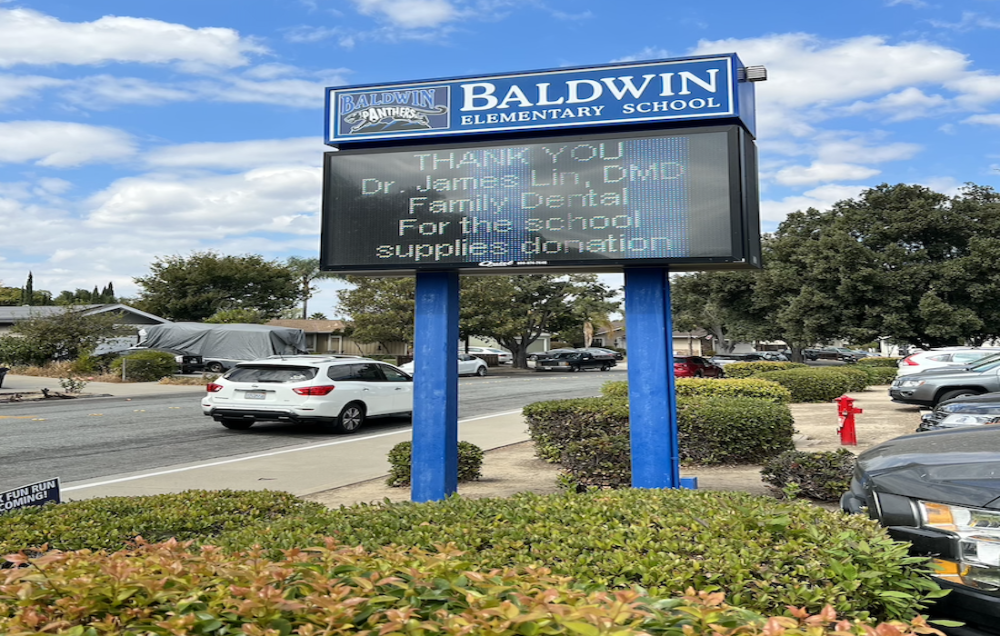 BALDWIN
PANTHERS
BALDWIN
ELEMENTARY SCHOOL
THANK YOU
Dr. James Lin, DMD
Family Dental
For the school
supplies donation
FUN RUN
COMING!